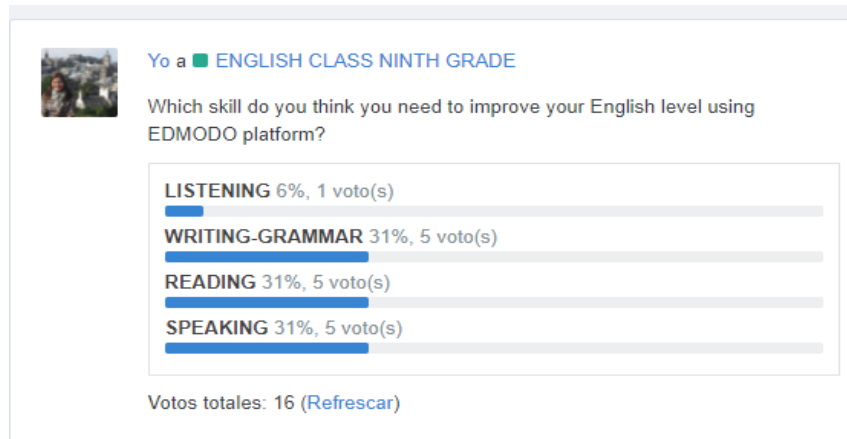 Yo a ENGLISH CLASS NINTH GRADE
Which skill do you think you need to improve your English level using
EDMODO platform?
LISTENING 6%, 1 voto(s)
WRITING-GRAMMAR 31%, 5 voto(s)
READING 31%, 5 voto(s)
SPEAKING 31%, 5 voto(s)
Votos totales: 16 (Refrescar)